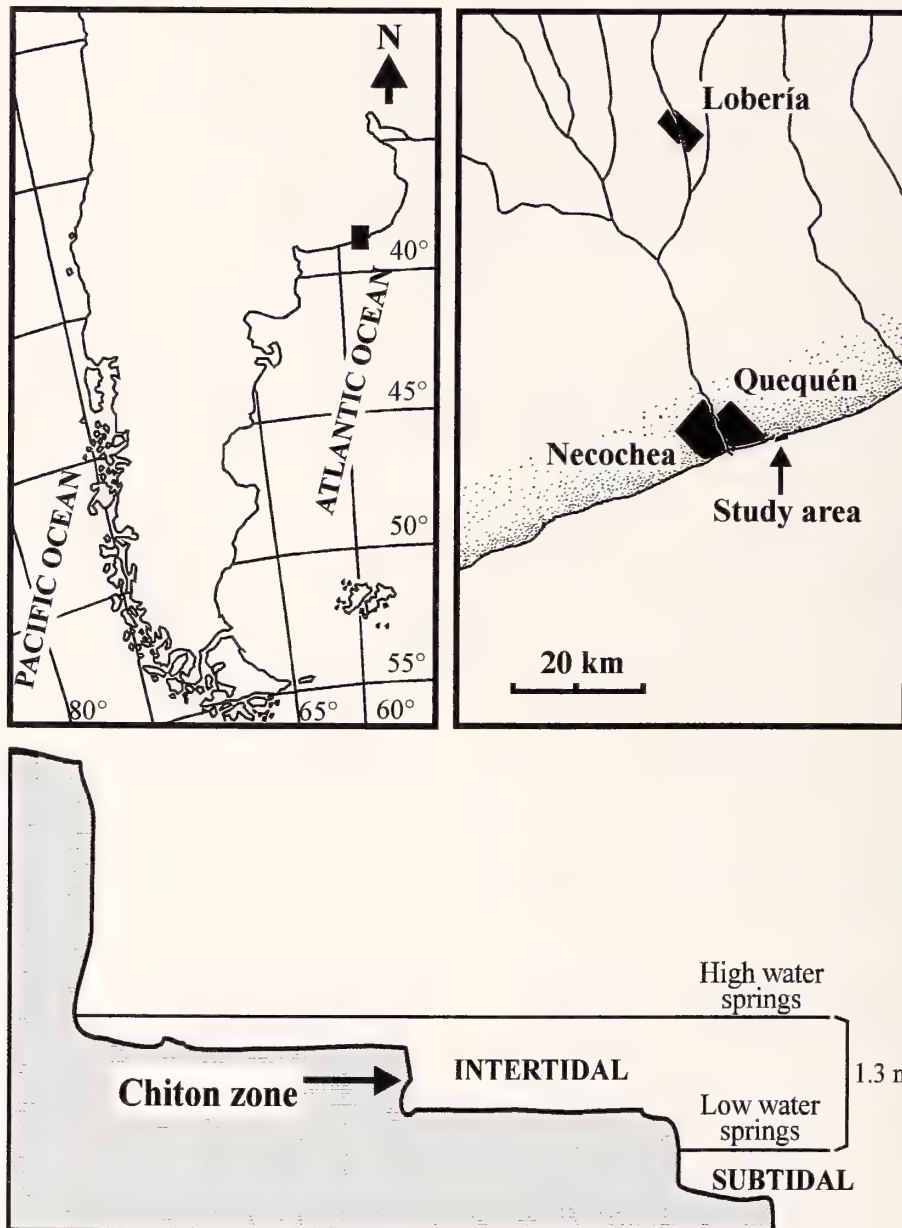 N
40°
45°
50°
55°
80°
65°
60°
PACIFIC OCEAN
ATLANTIC OCEAN
Lobería
Quequén
Necochea
Study area
20 km
High water
springs
INTERTIDAL
Chiton zone
1.3 m
Low water
springs
SUBTIDAL